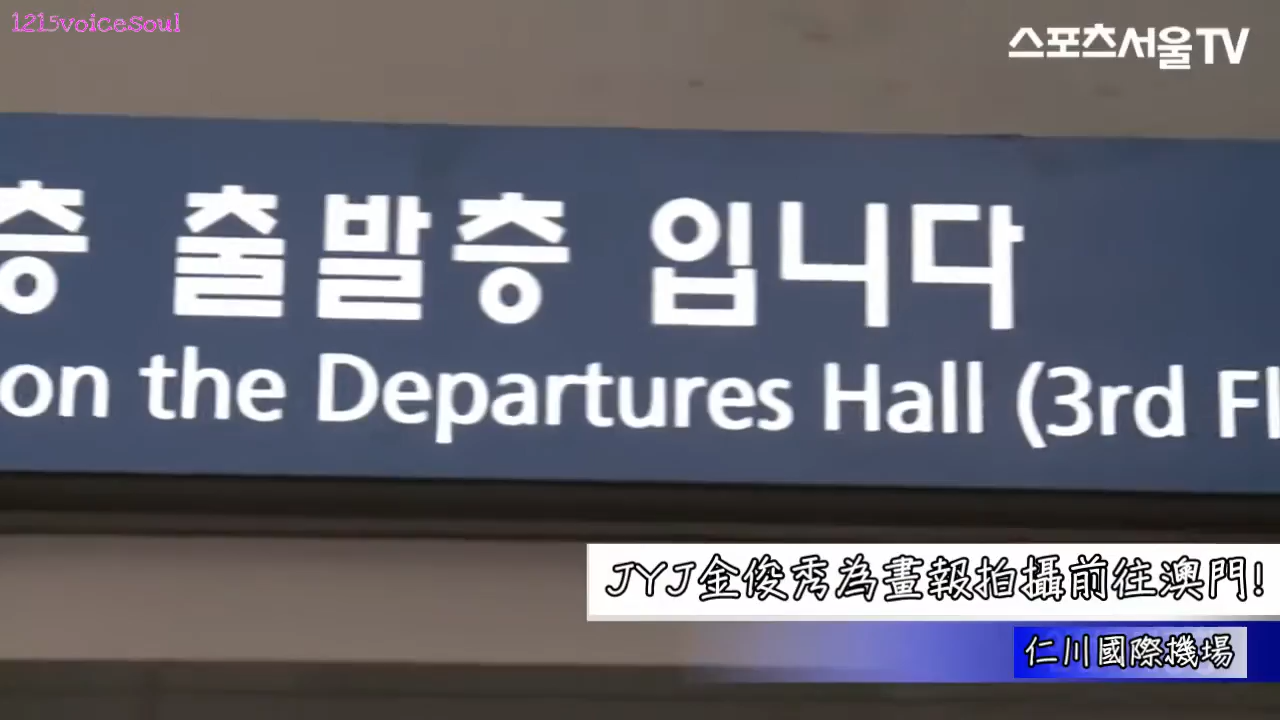 1215voiceSoul
스포츠서울TV
층 출발층 입니다
on the Departures Hall (3rd Fl
JYJ金俊秀為畫報拍攝前往澳門!
仁川國際機場